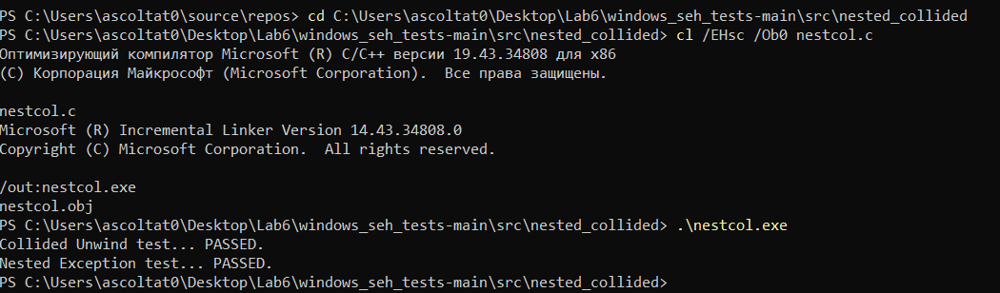 PS C:\Users\ascoltat0\source\repos> cd C:\Users\ascoltat0\Desktop\Lab6\windows_seh_tests-main\src\nested_collided
PS C:\Users\ascoltat0\Desktop\Lab6\windows_seh_tests-main\src\nested_collided> cl /EHsc /Ob0 nestcol.c
Оптимизирующий компилятор Microsoft (R) C/C++ версии 19.43.34808 для x86
(C) Корпорация Майкрософт (Microsoft Corporation).  Все права защищены.

nestcol.c
Microsoft (R) Incremental Linker Version 14.43.34808.0
Copyright (C) Microsoft Corporation.  All rights reserved.

/out:nestcol.exe
nestcol.obj
PS C:\Users\ascoltat0\Desktop\Lab6\windows_seh_tests-main\src\nested_collided> .\nestcol.exe
Collided Unwind test... PASSED.
Nested Exception test... PASSED.
PS C:\Users\ascoltat0\Desktop\Lab6\windows_seh_tests-main\src\nested_collided>